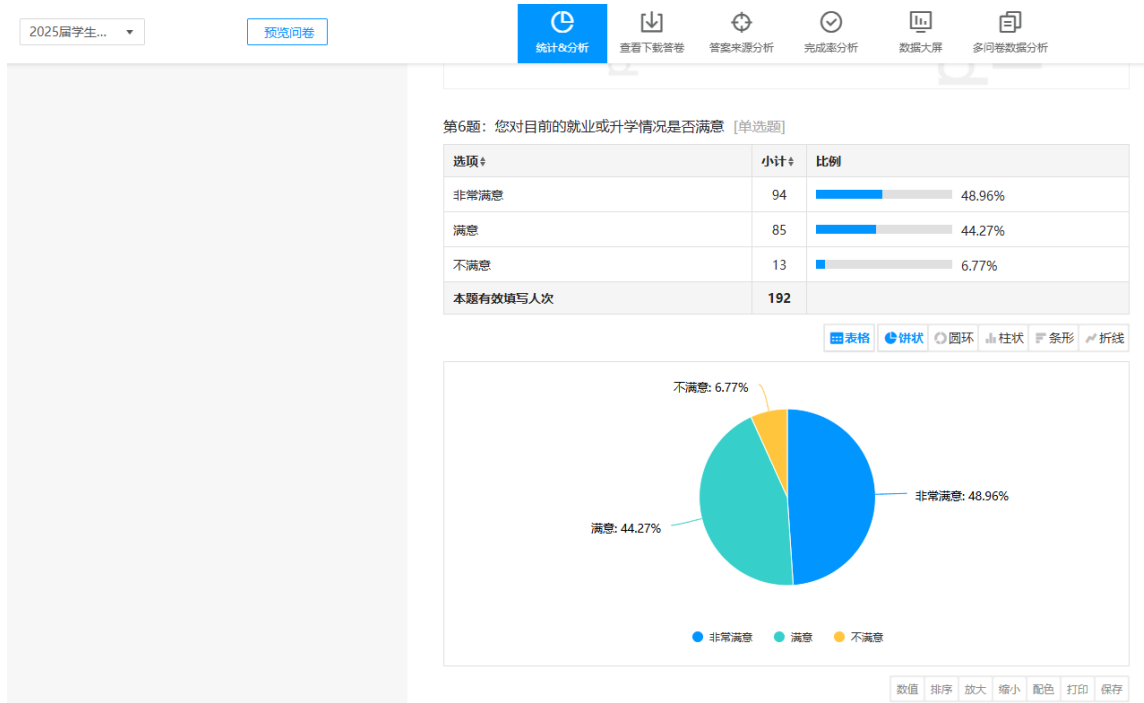 2025届学生...
预览问卷
统计&分析
查看下载答卷
答案来源分析
完成率分析
数据大屏
多问卷数据分析
第6题：您对目前的就业或升学情况是否满意 [单选题]
选项 小计 比例
非常满意 94 48.96%
满意 85 44.27%
不满意 13 6.77%
本题有效填写人次 192
表格 饼状 圆环 柱状 条形 折线
不满意: 6.77%
非常满意: 48.96%
满意: 44.27%
非常满意 满意 不满意
数值 排序 放大 缩小 配色 打印 保存